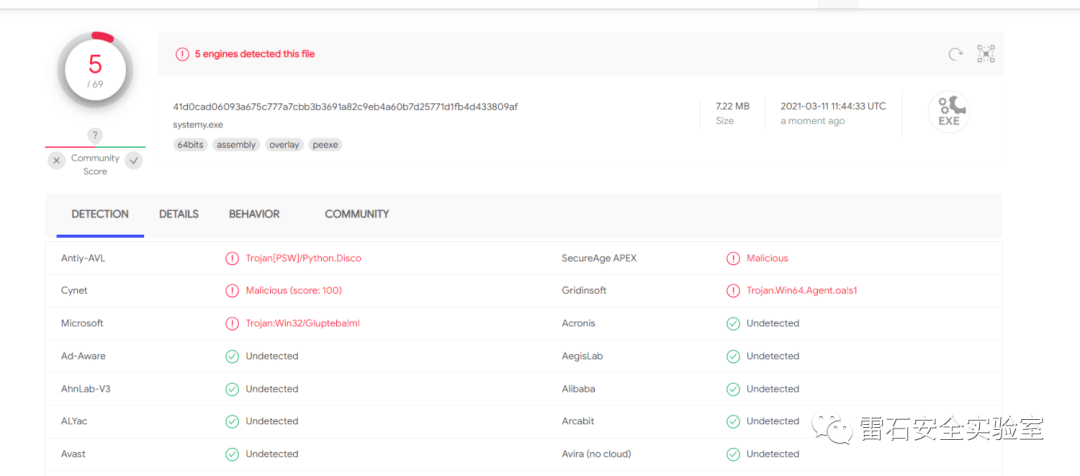 5
/ 69
?
Community
Score
5 engines detected this file
41d0cad06093a675c777a7cbb3b3691a82c9eb4a60b7d25771d1fb4d433809af
systemy.exe
64bits assembly overlay peexe
7.22 MB
Size
2021-03-11 11:44:33 UTC
a moment ago
EXE
DETECTION DETAILS BEHAVIOR COMMUNITY
Antiy-AVL Trojan[PSW]/Python.Disco SecureAge APEX Malicious
Cynet Malicious (score: 100) Gridinsoft Trojan.Win64.Agent.oa!s1
Microsoft Trojan:Win32/Glupteba!ml Acronis Undetected
Ad-Aware Undetected AegisLab Undetected
AhnLab-V3 Undetected Alibaba Undetected
ALYac Undetected Arcabit Undetected
Avast Undetected Avira (no cloud) Undetected
雷石安全实验室